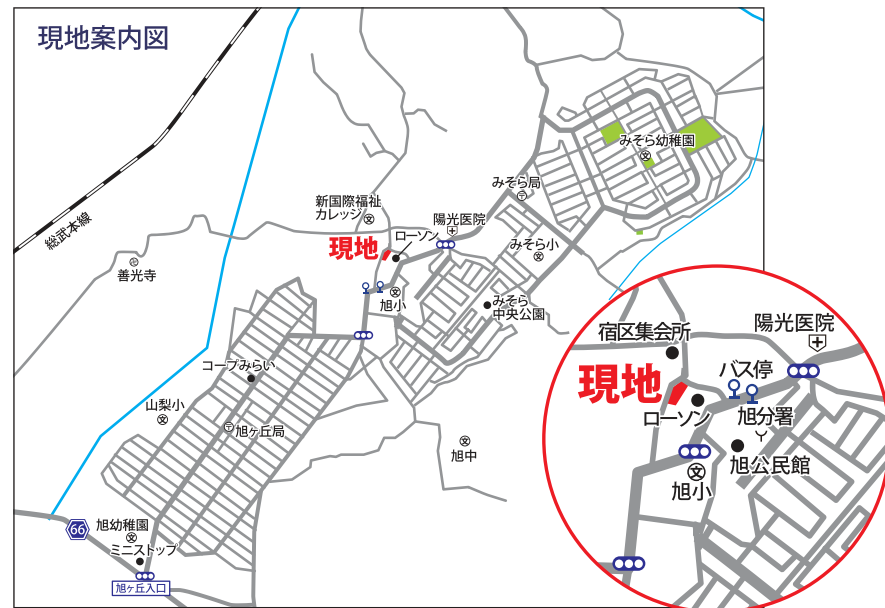 現地案内図
総武本線
みそら幼稚園
みそら局
新国際福祉
カレッジ
陽光医院
ローソン
現地
みそら小
善光寺
旭小
みそら
中央公園
コープみらい
山梨小
旭ヶ丘局
旭中
66
旭幼稚園
ミニストップ
旭ヶ丘入口
宿区集会所
陽光医院
バス停
現地
ローソン
旭分署
旭公民館
旭小